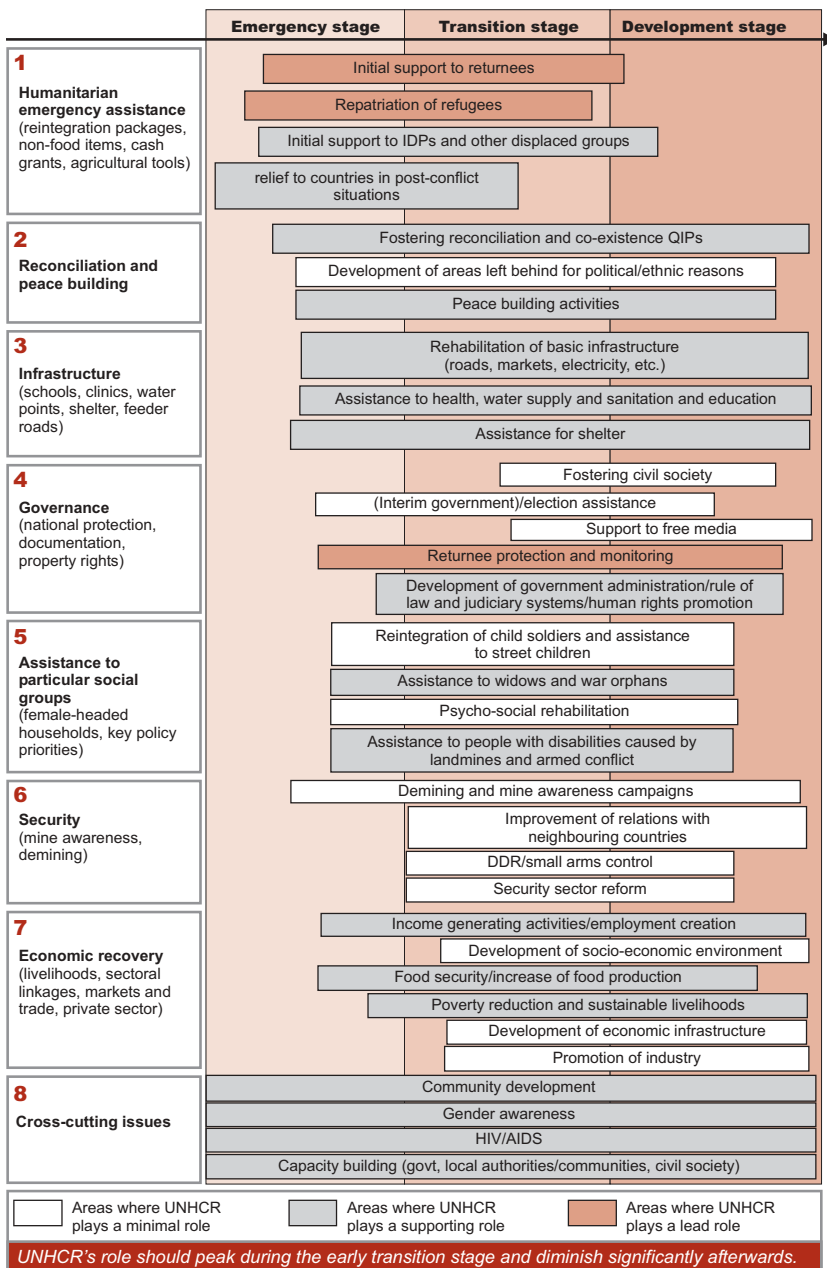 Emergency stage Transition stage Development stage
1
Humanitarian
emergency assistance
(reintegration packages,
non-food items, cash
grants, agricultural tools)
Initial support to returnees
Repatriation of refugees
Initial support to IDPs and other displaced groups
relief to countries in post-conflict
situations
2
Reconciliation and
peace building
Fostering reconciliation and co-existence QIPs
Development of areas left behind for political/ethnic reasons
Peace building activities
3
Infrastructure
(schools, clinics, water
points, shelter, feeder
roads)
Rehabilitation of basic infrastructure
(roads, markets, electricity, etc.)
Assistance to health, water supply and sanitation and education
Assistance for shelter
4
Governance
(national protection,
documentation,
property rights)
Fostering civil society
(Interim government)/election assistance
Support to free media
Returnee protection and monitoring
Development of government administration/rule of
law and judiciary systems/human rights promotion
5
Assistance to
particular social
groups
(female-headed
households, key policy
priorities)
Reintegration of child soldiers and assistance
to street children
Assistance to widows and war orphans
Psycho-social rehabilitation
Assistance to people with disabilities caused by
landmines and armed conflict
6
Security
(mine awareness,
demining)
Demining and mine awareness campaigns
Improvement of relations with
neighbouring countries
DDR/small arms control
Security sector reform
7
Economic recovery
(livelihoods, sectoral
linkages, markets and
trade, private sector)
Income generating activities/employment creation
Development of socio-economic environment
Food security/increase of food production
Poverty reduction and sustainable livelihoods
Development of economic infrastructure
Promotion of industry
8
Cross-cutting issues
Community development
Gender awareness
HIV/AIDS
Capacity building (govt, local authorities/communities, civil society)
Areas where UNHCR
plays a minimal role
Areas where UNHCR
plays a supporting role
Areas where UNHCR
plays a lead role
UNHCR's role should peak during the early transition stage and diminish significantly afterwards.